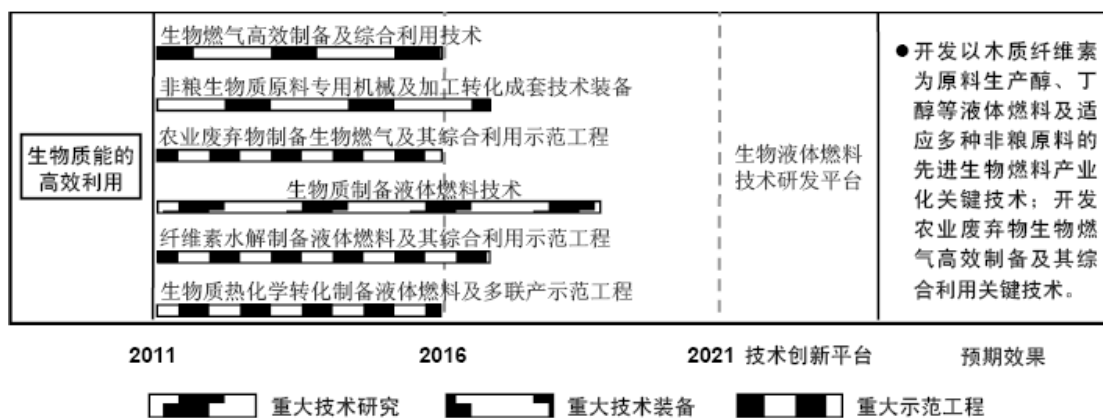 生物燃气高效制备及综合利用技术
非粮生物质原料专用机械及加工转化成套技术装备
农业废弃物制备生物燃气及其综合利用示范工程
生物质制备液体燃料技术
纤维素水解制备液体燃料及其综合利用示范工程
生物质热化学转化制备液体燃料及多联产示范工程
生物质能的
高效利用
生物液体燃料
技术研发平台
●开发以木质纤维素
为原料生产醇、丁
醇等液体燃料及适
应多种非粮原料的
先进生物燃料产业
化关键技术；开发
农业废弃物生物燃
气高效制备及其综
合利用关键技术。
2011 2016 2021 技术创新平台 预期效果
重大技术研究 重大技术装备 重大示范工程